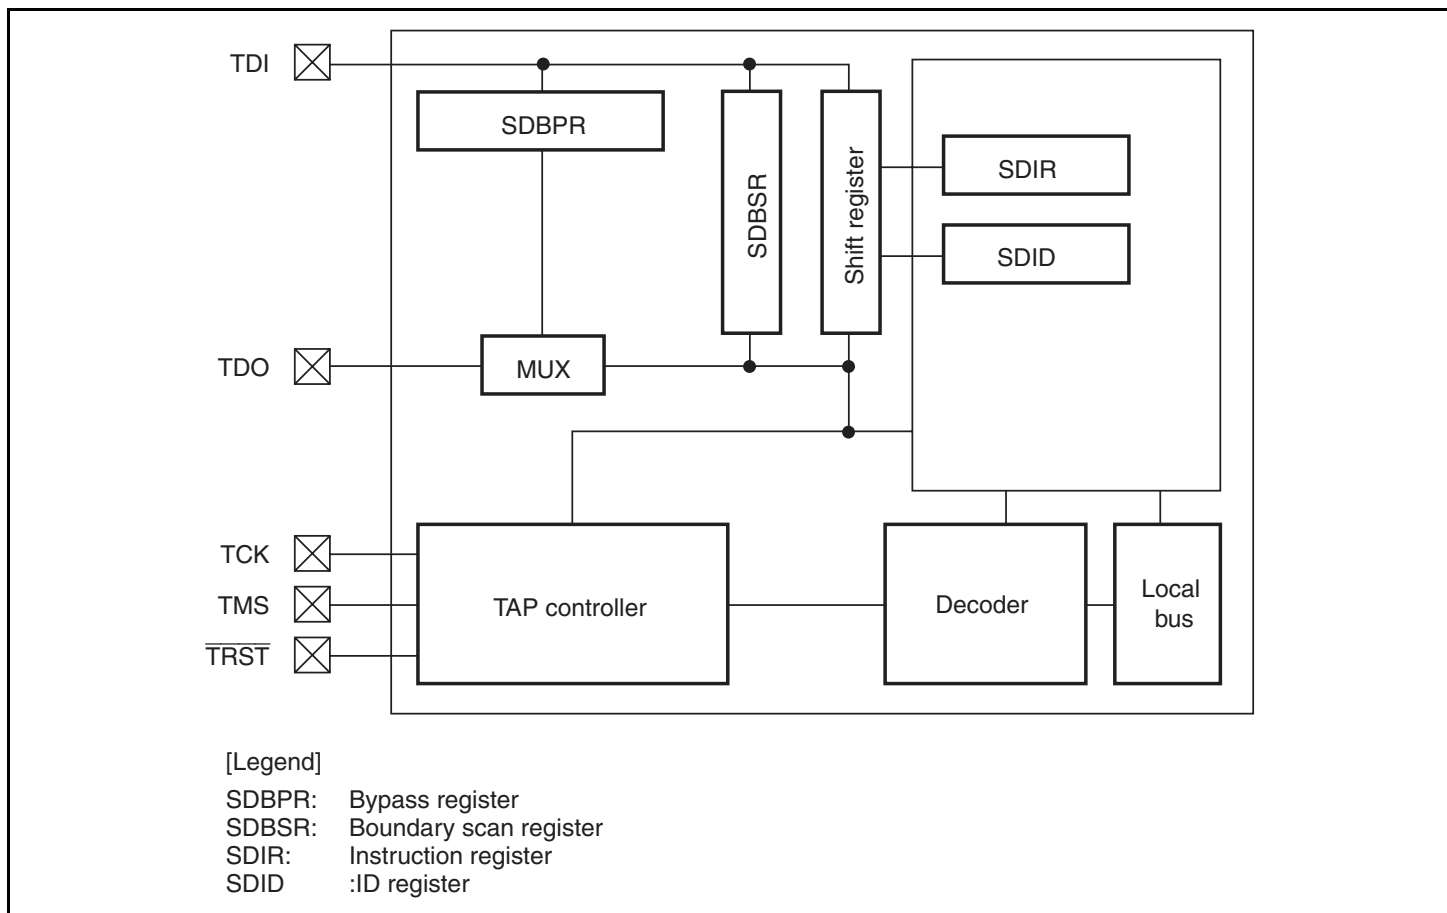 TDI
SDBPR
SDBSR
Shift register
SDIR
SDID
TDO
MUX
TCK
TMS
TRST
TAP controller
Decoder
Local
bus
[Legend]
SDBPR: Bypass register
SDBSR: Boundary scan register
SDIR: Instruction register
SDID :ID register